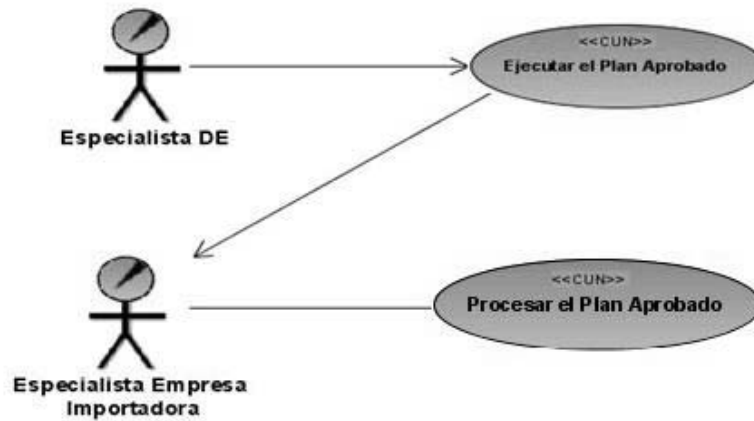 <<CUN>>
Ejecutar el Plan Aprobado
Especialista DE
<<CUN>>
Procesar el Plan Aprobado
Especialista Empresa
Importadora